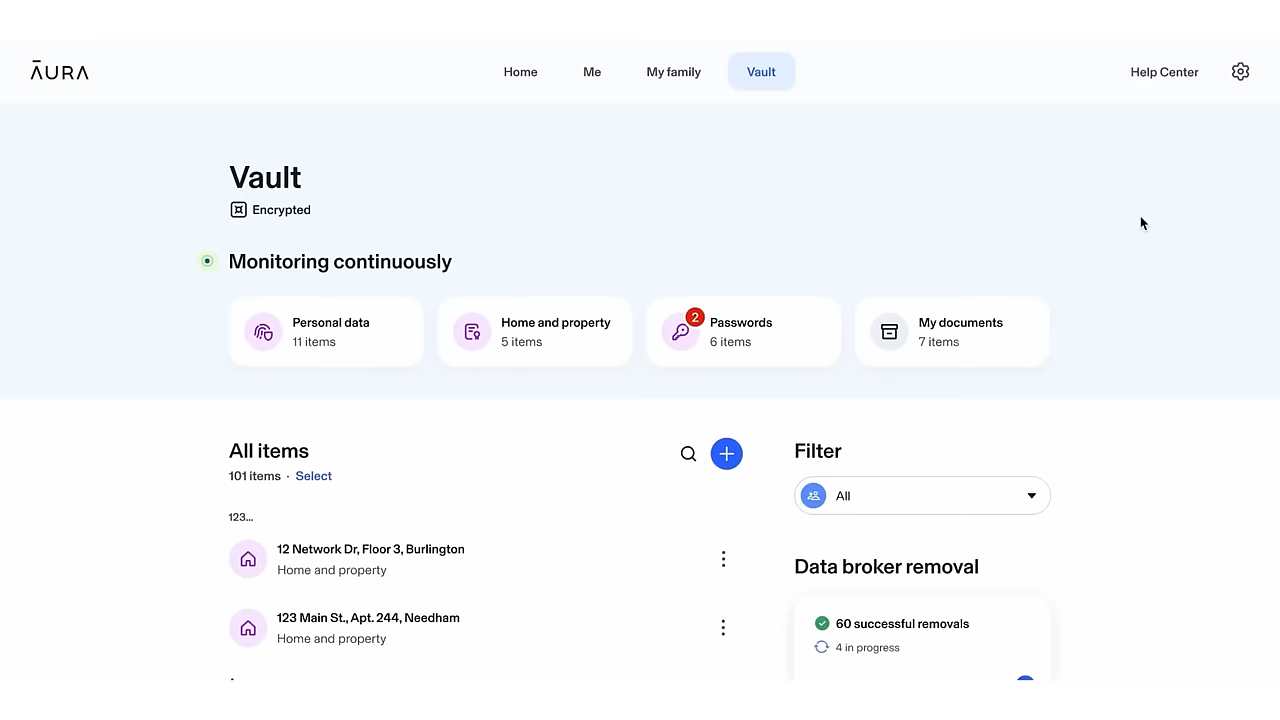 ĀURA
Home
Me
My family
Vault
Help Center
Vault
Encrypted
Monitoring continuously
Personal data
11 items
Home and property
5 items
2
Passwords
6 items
My documents
7 items
All items
101 items · Select
123...
12 Network Dr, Floor 3, Burlington
Home and property
123 Main St., Apt. 244, Needham
Home and property
Filter
All
Data broker removal
60 successful removals
4 in progress